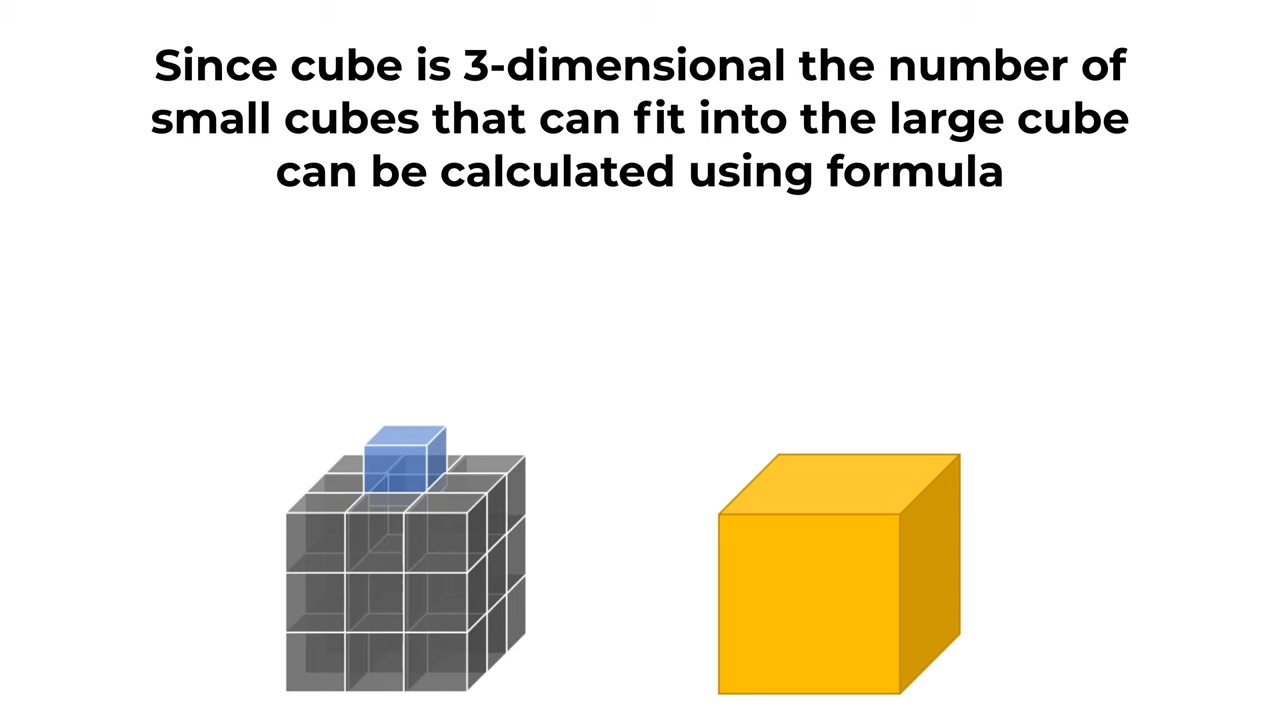 Since cube is 3-dimensional the number of
small cubes that can fit into the large cube
can be calculated using formula